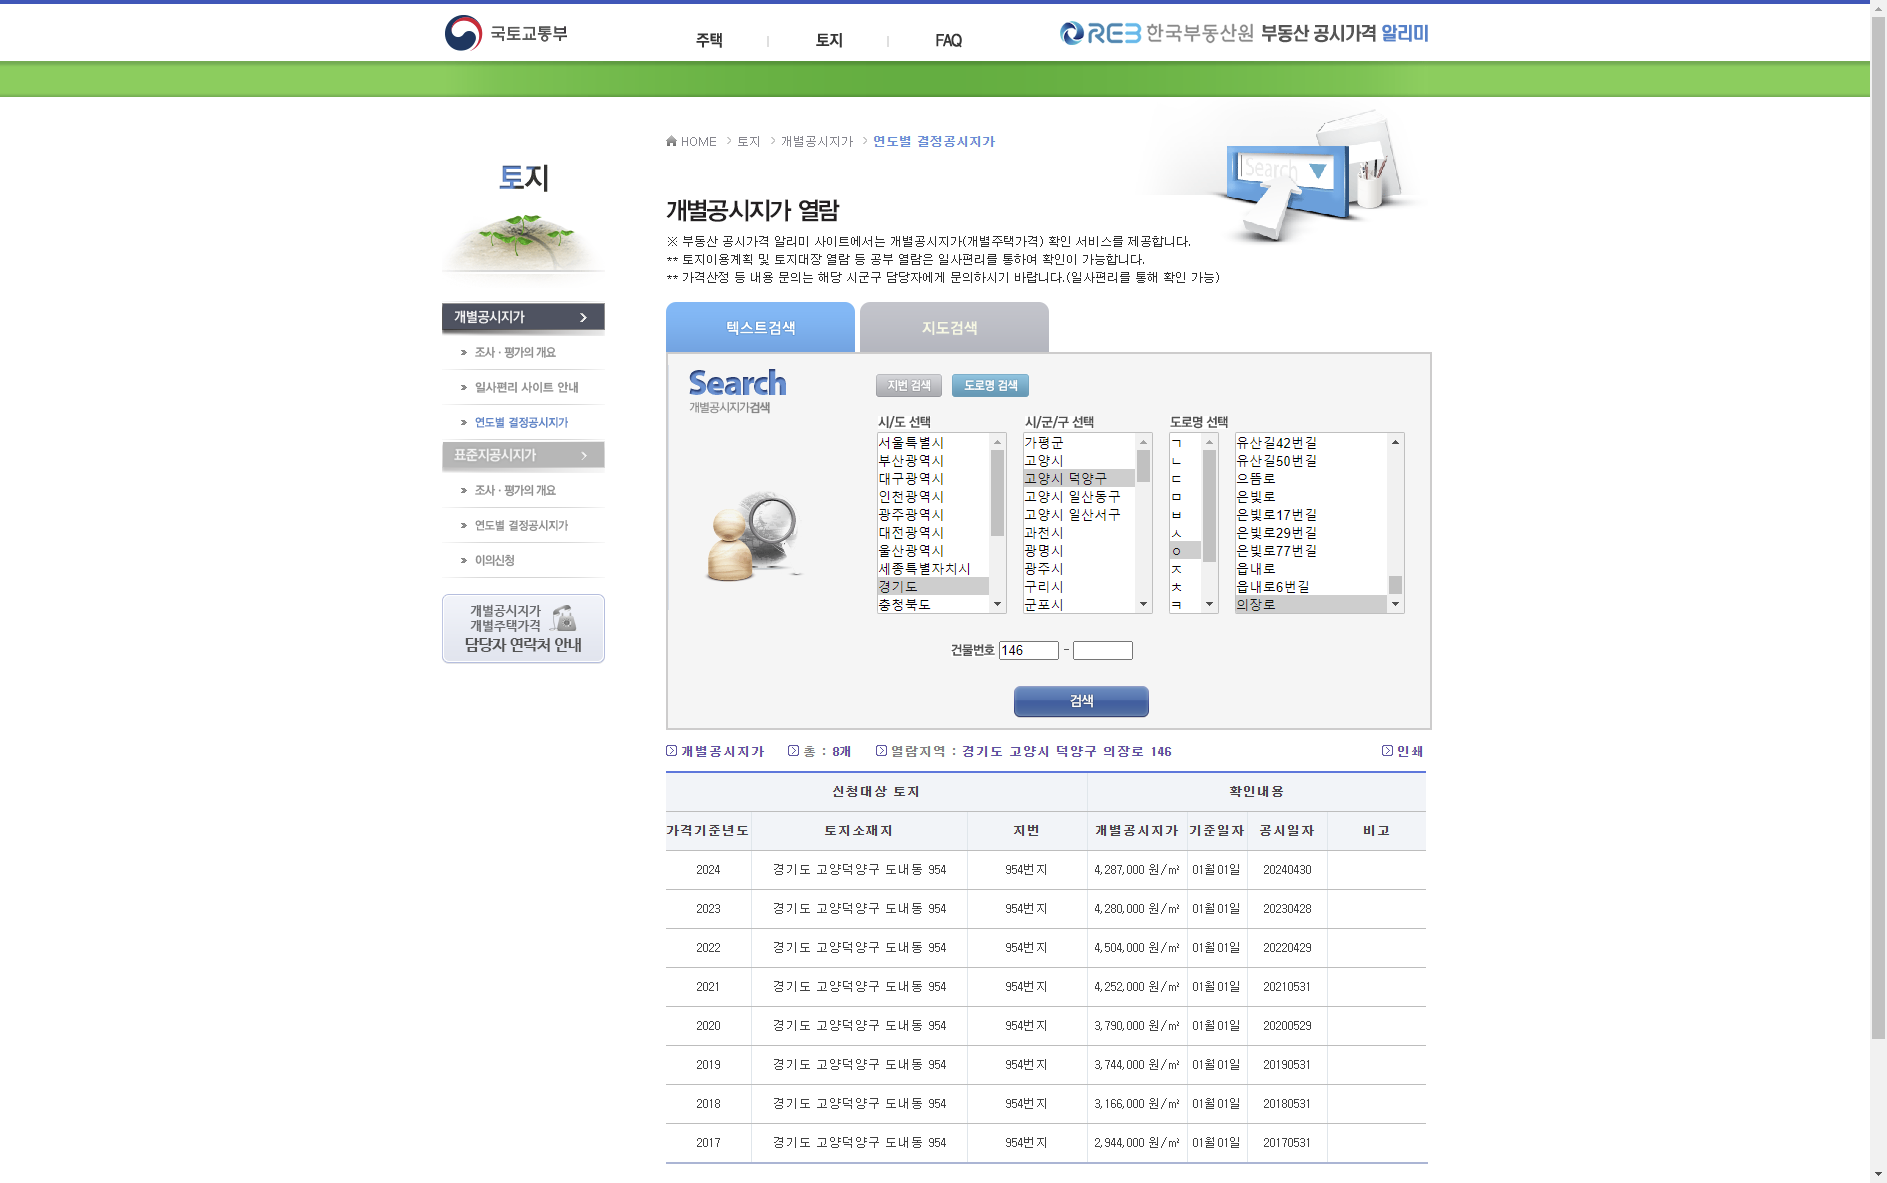 국토교통부
주택
토지
FAQ
REB 한국부동산원 부동산 공시가격 알리미
HOME > 토지 > 개별공시지가 > 연도별 결정공시지가
Search
토지
개별공시지가 열람
※ 부동산 공시가격 알리미 사이트에서는 개별공시지가(개별주택가격) 확인 서비스를 제공합니다.
** 토지이용계획 및 토지대장 열람 등 공부 열람은 일사편리를 통하여 확인이 가능합니다.
** 가격산정 등 내용 문의는 해당 시군구 담당자에게 문의하시기 바랍니다.(일사편리를 통해 확인 가능)
개별공시지가
조사·평가의 개요
일사편리 사이트 안내
연도별 결정공시지가
표준지공시지가
조사·평가의 개요
연도별 결정공시지가
이의신청
개별공시지가
개별주택가격
담당자 연락처 안내
텍스트검색
지도검색
Search
개별공시지가검색
지번 검색
도로명 검색
시/도 선택
서울특별시
부산광역시
대구광역시
인천광역시
광주광역시
대전광역시
울산광역시
세종특별자치시
경기도
충청북도
시/군/구 선택
가평군
고양시
고양시 덕양구
고양시 일산동구
고양시 일산서구
과천시
광명시
광주시
구리시
군포시
도로명 선택
ㄱ
ㄴ
ㄷ
ㅁ
ㅂ
ㅅ
ㅇ
ㅈ
ㅊ
ㅋ
유산길42번길
유산길50번길
으뜸로
은빛로
은빛로17번길
은빛로29번길
은빛로77번길
읍내로
읍내로6번길
의장로
건물번호 146 -
검색
개별공시지가 총 : 8개 열람지역 : 경기도 고양시 덕양구 의장로 146 인쇄
신청대상 토지 확인내용
가격기준년도 토지소재지 지번 개별공시지가 기준일자 공시일자 비고
2024 경기도 고양덕양구 도내동 954 954번지 4,287,000 원/㎡ 01월01일 20240430
2023 경기도 고양덕양구 도내동 954 954번지 4,280,000 원/㎡ 01월01일 20230428
2022 경기도 고양덕양구 도내동 954 954번지 4,504,000 원/㎡ 01월01일 20220429
2021 경기도 고양덕양구 도내동 954 954번지 4,252,000 원/㎡ 01월01일 20210531
2020 경기도 고양덕양구 도내동 954 954번지 3,790,000 원/㎡ 01월01일 20200529
2019 경기도 고양덕양구 도내동 954 954번지 3,744,000 원/㎡ 01월01일 20190531
2018 경기도 고양덕양구 도내동 954 954번지 3,166,000 원/㎡ 01월01일 20180531
2017 경기도 고양덕양구 도내동 954 954번지 2,944,000 원/㎡ 01월01일 20170531